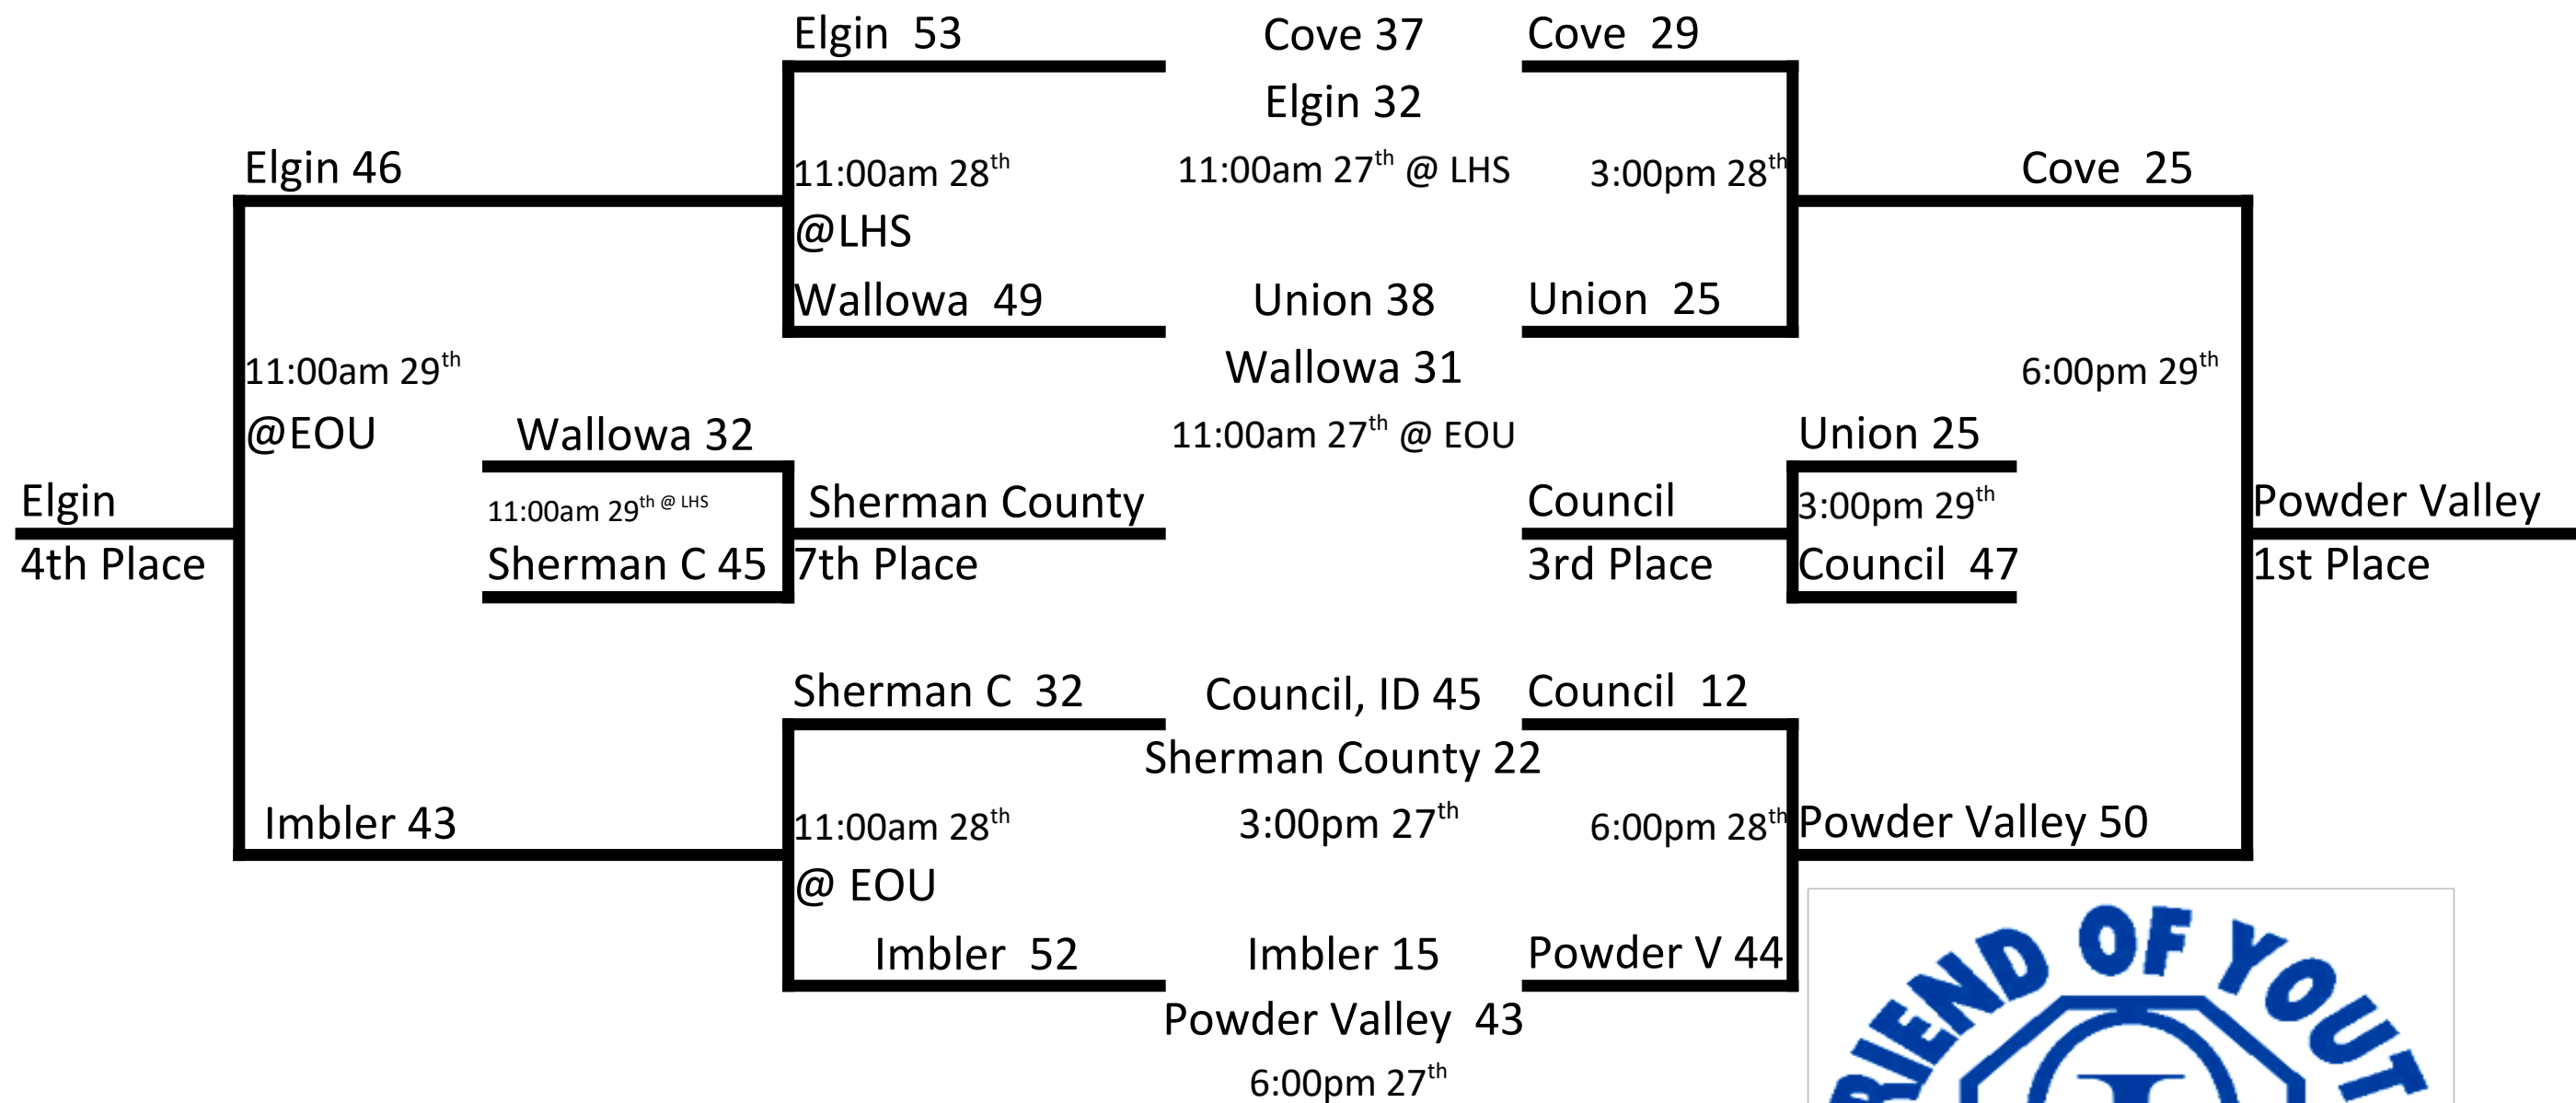 Elgin 53
Cove 37
Cove 29
Elgin 32
Elgin 46
11:00am 28th
11:00am 27th @ LHS
3:00pm 28th
Cove 25
@LHS
Wallowa 49
Union 38
Union 25
11:00am 29th
Wallowa 31
6:00pm 29th
@EOU
Wallowa 32
11:00am 27th @ EOU
Union 25
Elgin
11:00am 29th @ LHS
Sherman County
Council
3:00pm 29th
Powder Valley
4th Place
Sherman C 45
7th Place
3rd Place
Council 47
1st Place
Sherman C 32
Council, ID 45
Council 12
Sherman County 22
Imbler 43
11:00am 28th
3:00pm 27th
6:00pm 28th
Powder Valley 50
@ EOU
Imbler 52
Imbler 15
Powder V 44
Powder Valley 43
6:00pm 27th
RIEND OF YOUT